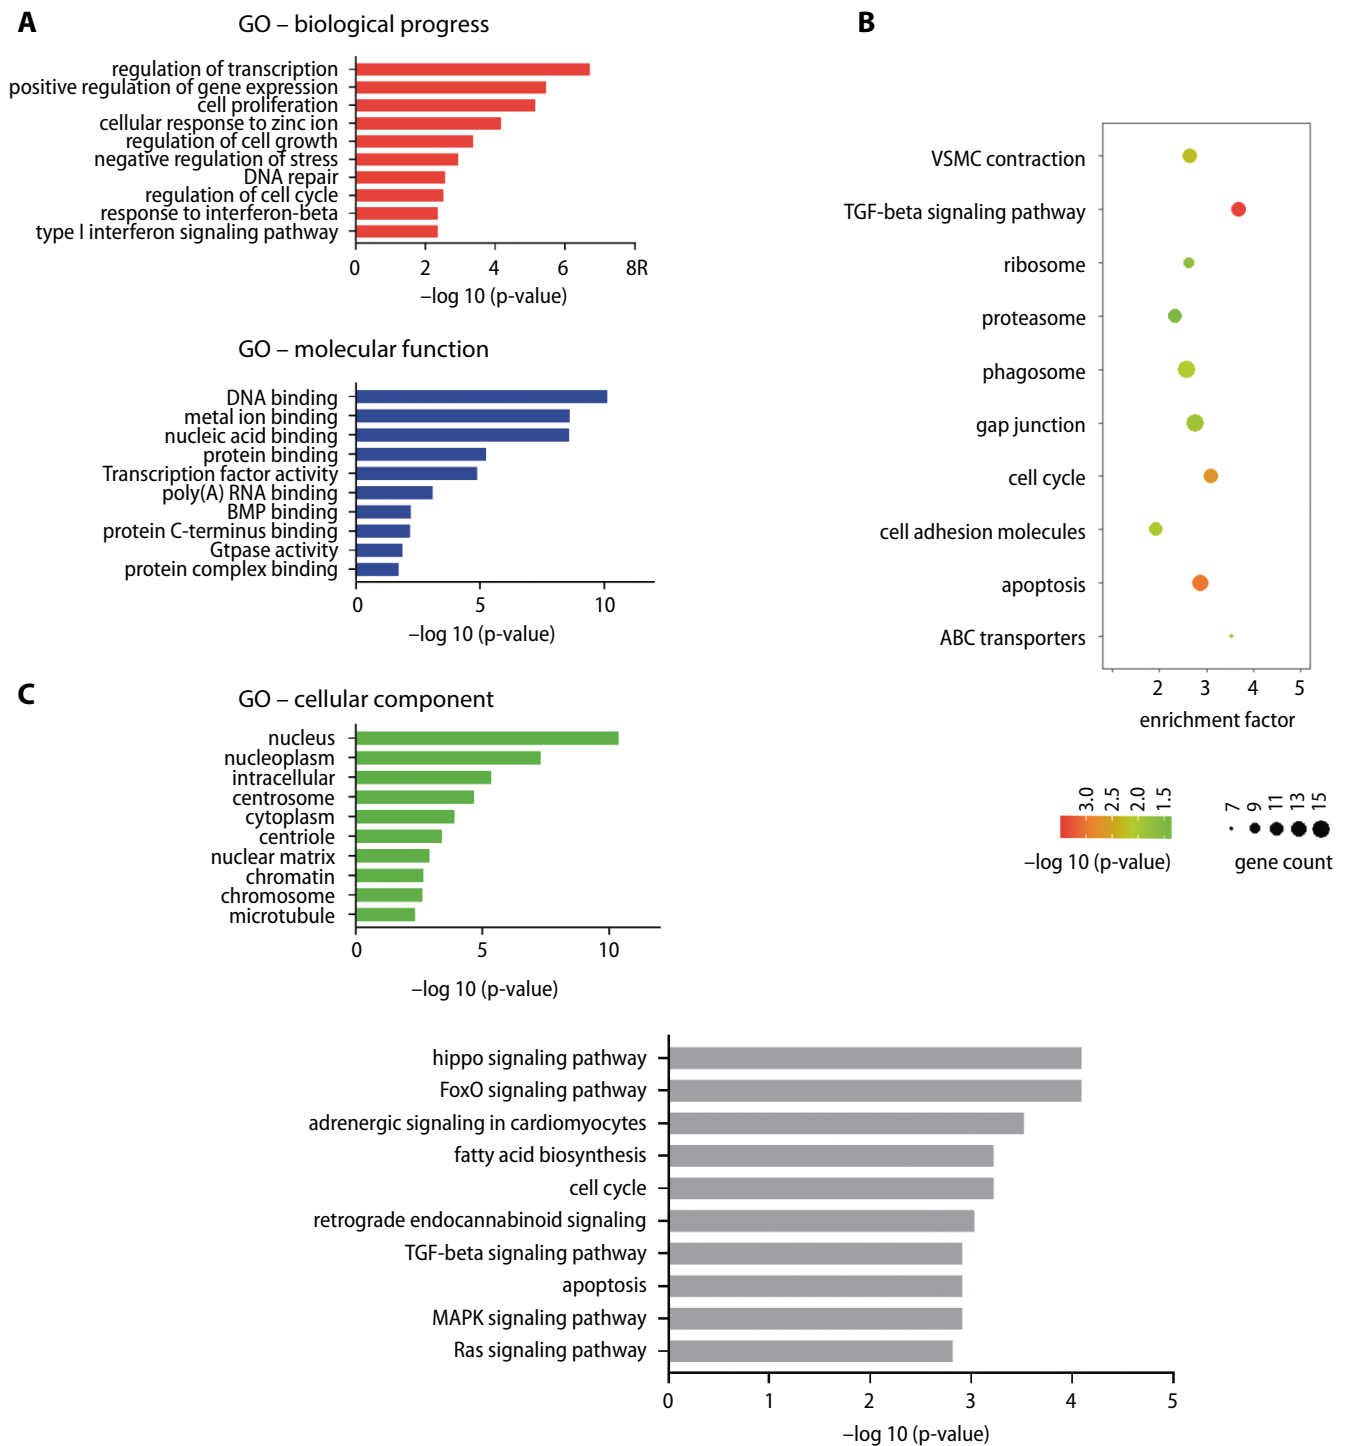 A
GO – biological progress
regulation of transcription
positive regulation of gene expression
cell proliferation
cellular response to zinc ion
regulation of cell growth
negative regulation of stress
DNA repair
regulation of cell cycle
response to interferon-beta
type I interferon signaling pathway
0 2 4 6 8R
–log 10 (p-value)
GO – molecular function
DNA binding
metal ion binding
nucleic acid binding
protein binding
Transcription factor activity
poly(A) RNA binding
BMP binding
protein C-terminus binding
Gtpase activity
protein complex binding
0 5 10
–log 10 (p-value)
B
VSMC contraction
TGF-beta signaling pathway
ribosome
proteasome
phagosome
gap junction
cell cycle
cell adhesion molecules
apoptosis
ABC transporters
2 3 4 5
enrichment factor
3.0 2.5 2.0 1.5
–log 10 (p-value)
7 9 11 13 15
gene count
C
GO – cellular component
nucleus
nucleoplasm
intracellular
centrosome
cytoplasm
centriole
nuclear matrix
chromatin
chromosome
microtubule
0 5 10
–log 10 (p-value)
hippo signaling pathway
FoxO signaling pathway
adrenergic signaling in cardiomyocytes
fatty acid biosynthesis
cell cycle
retrograde endocannabinoid signaling
TGF-beta signaling pathway
apoptosis
MAPK signaling pathway
Ras signaling pathway
0 1 2 3 4 5
–log 10 (p-value)